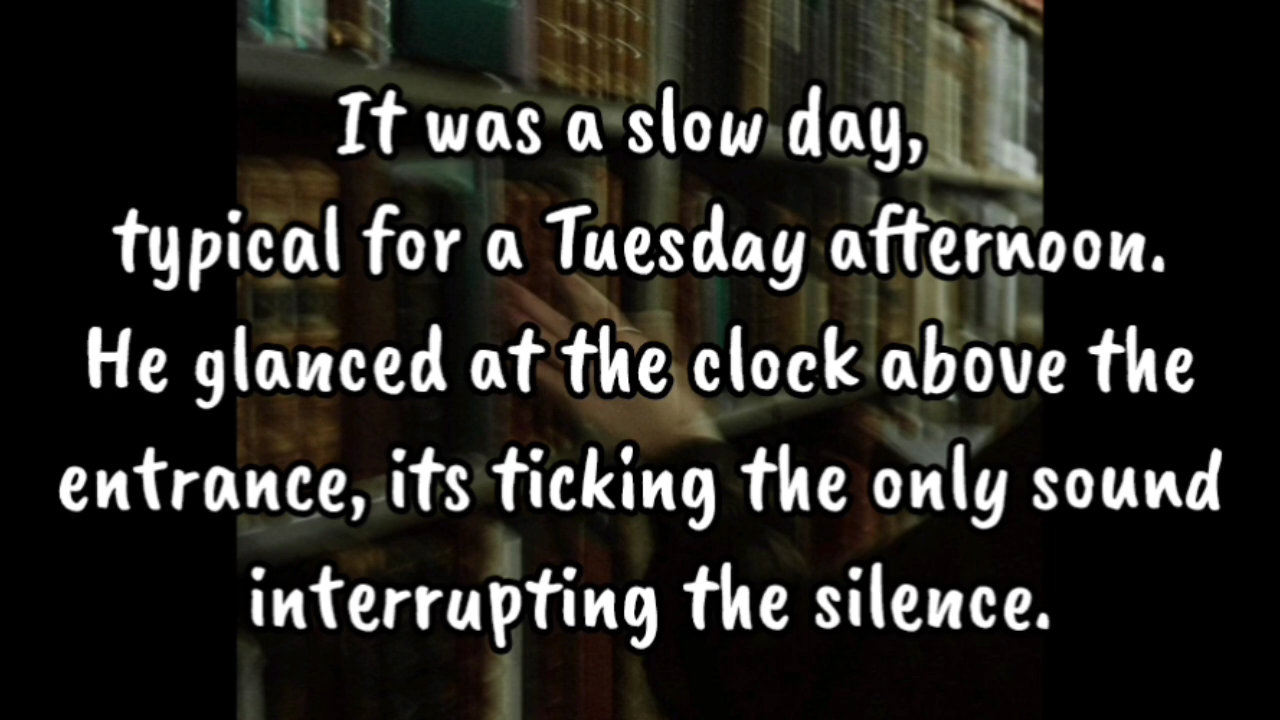 It was a slow day,
typical for a Tuesday afternoon.
He glanced at the clock above the
entrance, its ticking the only sound
interrupting the silence.